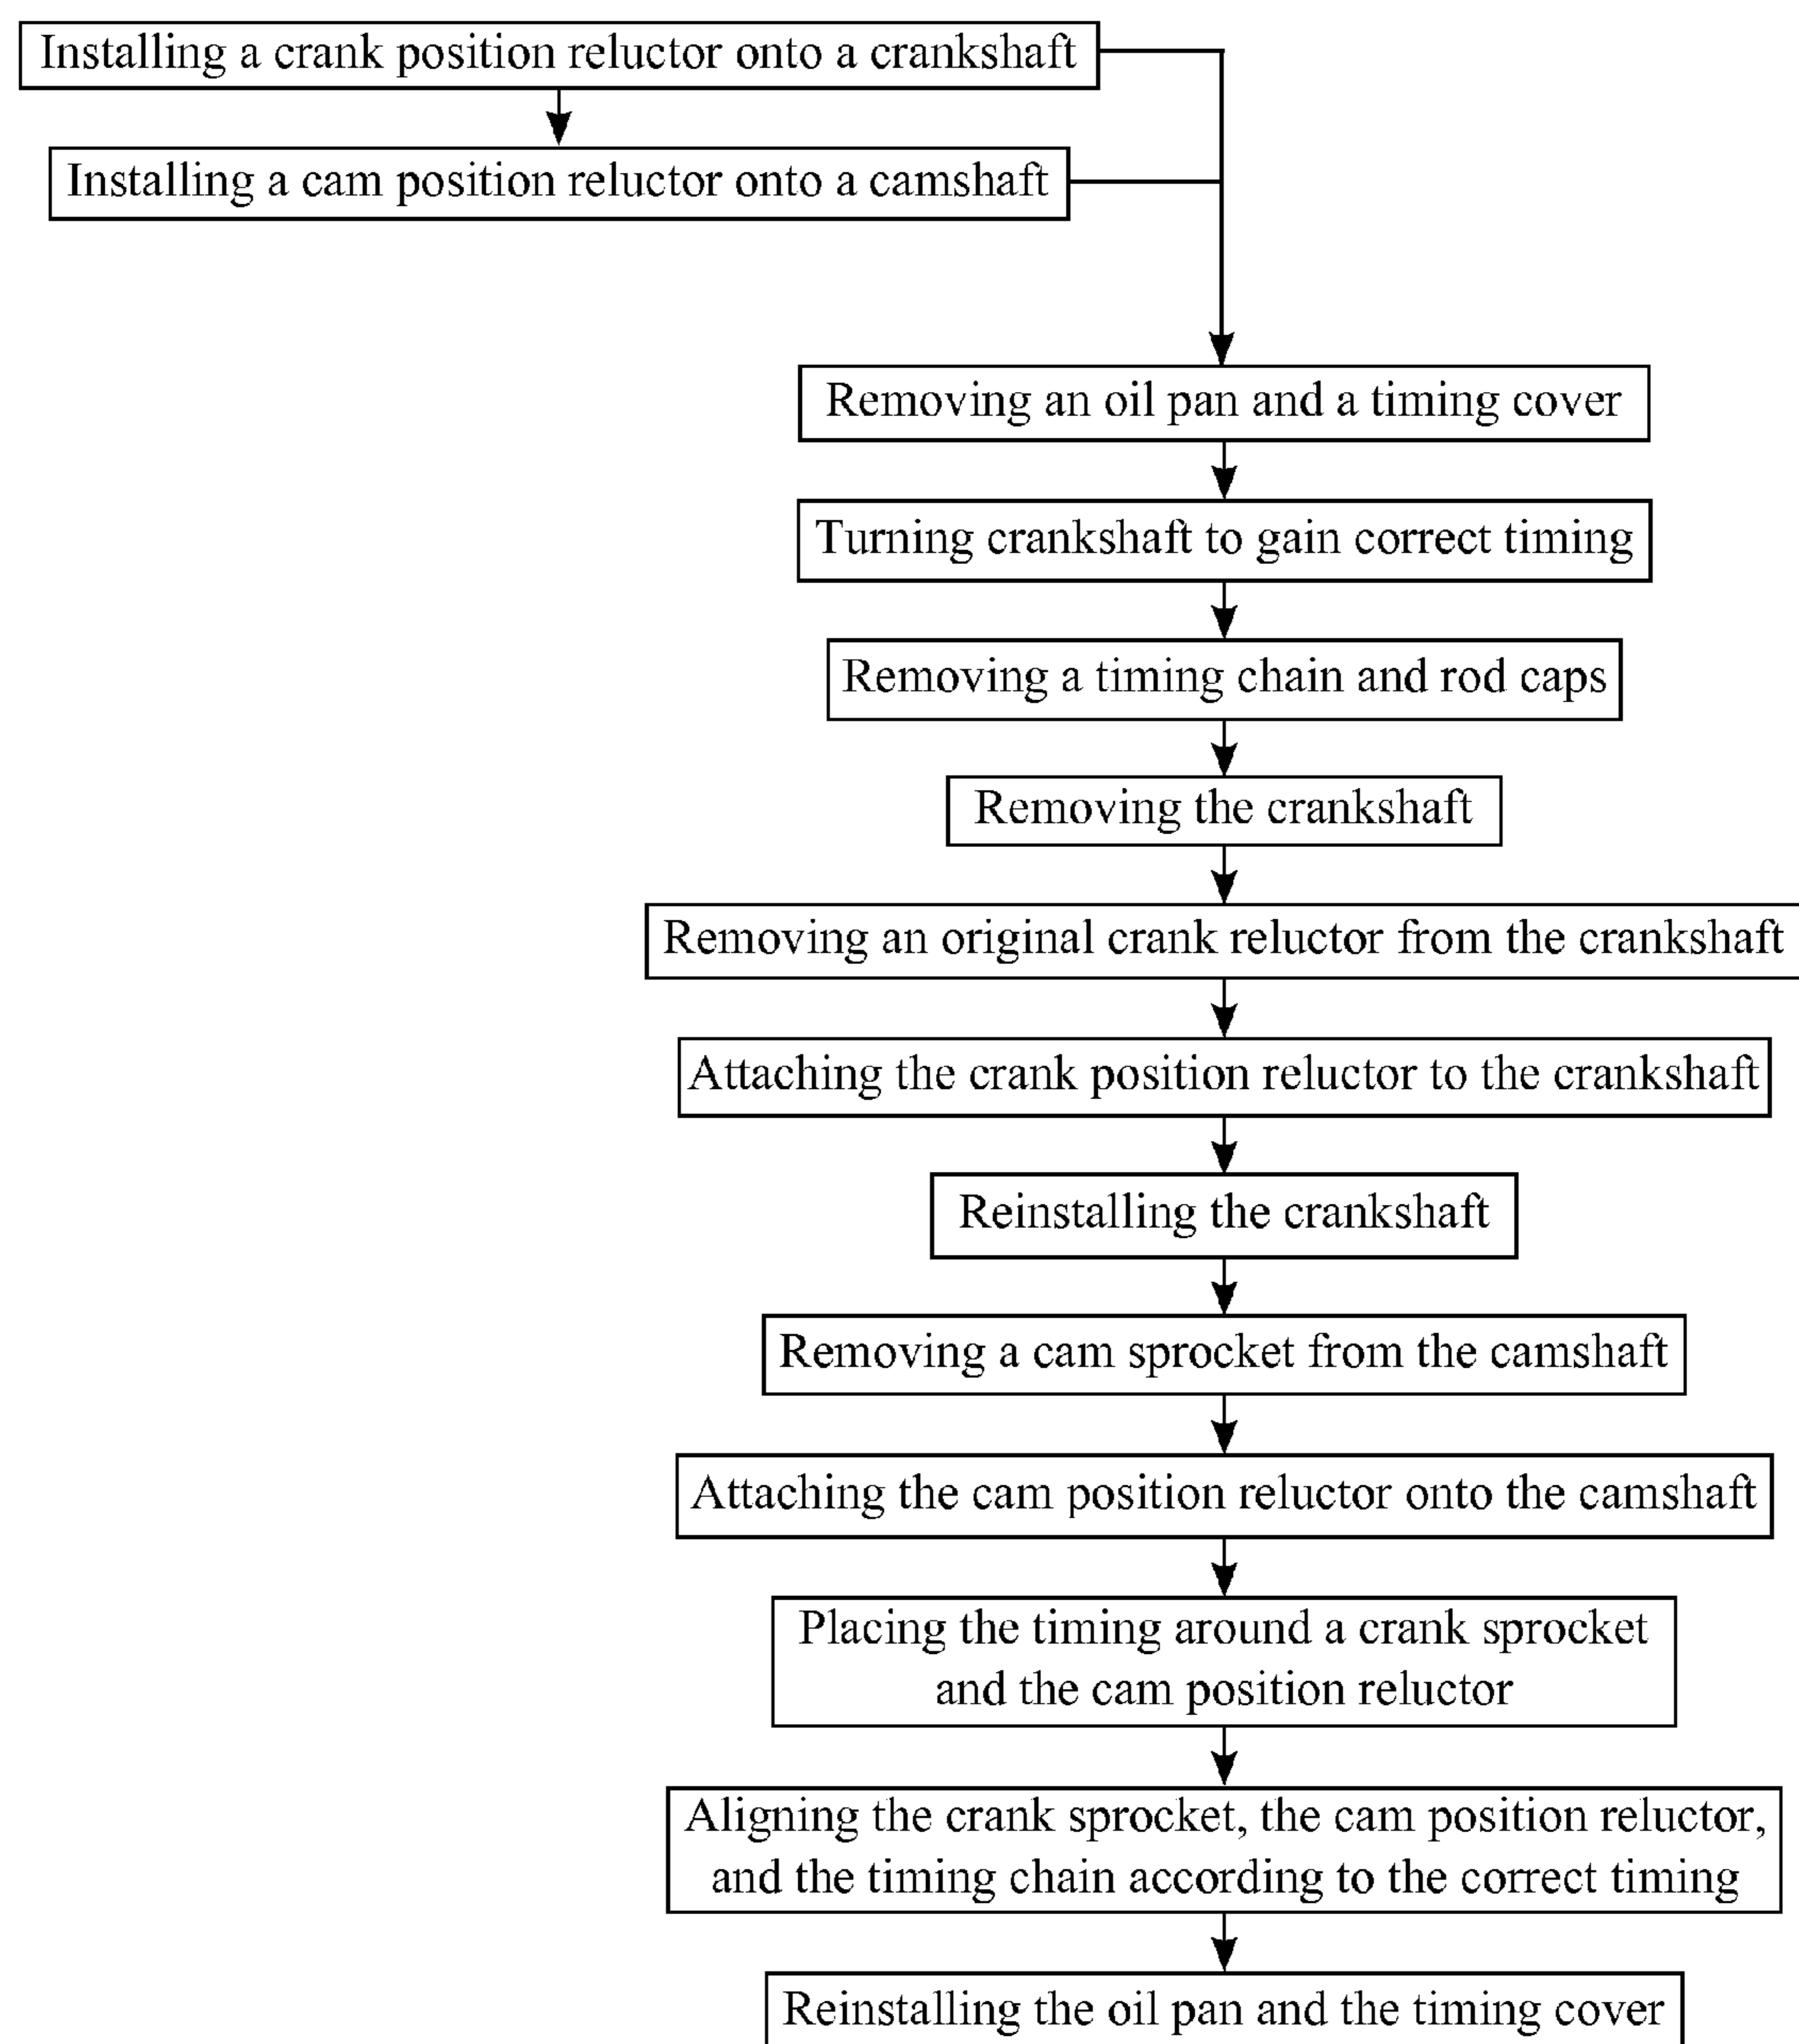 Installing a crank position reluctor onto a crankshaft
Installing a cam position reluctor onto a camshaft
Removing an oil pan and a timing cover
Turning crankshaft to gain correct timing
Removing a timing chain and rod caps
Removing the crankshaft
Removing an original crank reluctor from the crankshaft
Attaching the crank position reluctor to the crankshaft
Reinstalling the crankshaft
Removing a cam sprocket from the camshaft
Attaching the cam position reluctor onto the camshaft
Placing the timing around a crank sprocket
and the cam position reluctor
Aligning the crank sprocket, the cam position reluctor,
and the timing chain according to the correct timing
Reinstalling the oil pan and the timing cover